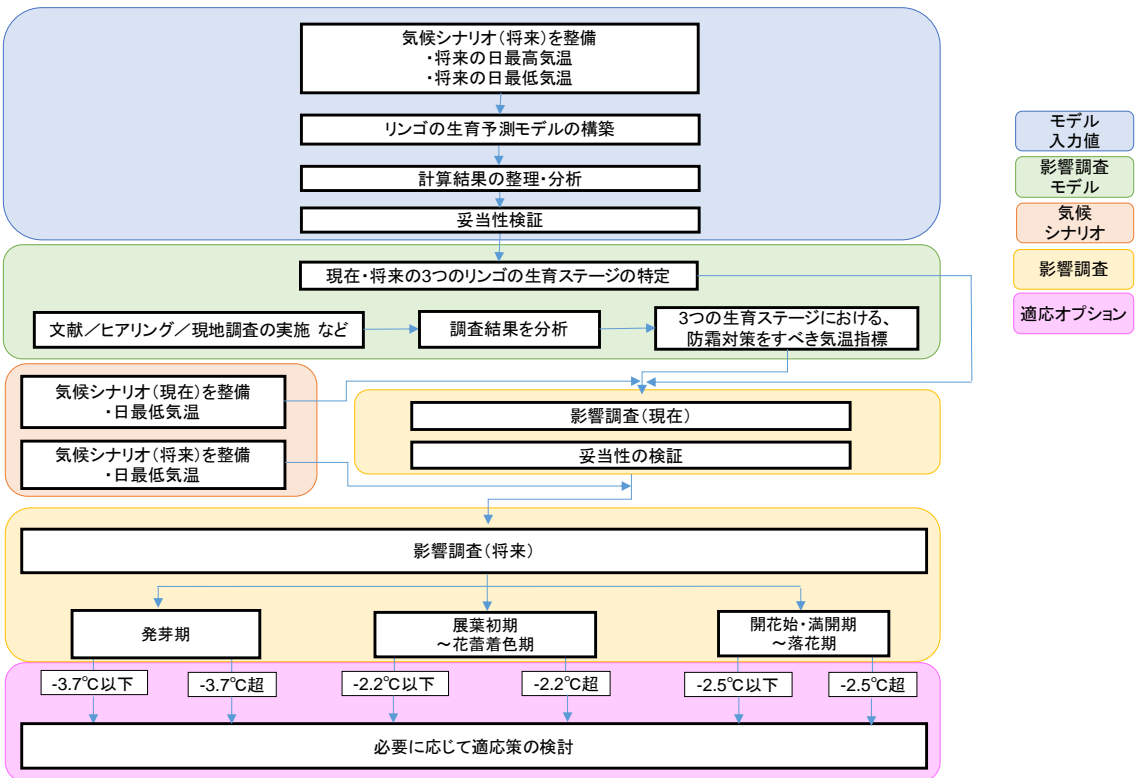 気候シナリオ（将来）を整備
・将来の日最高気温
・将来の日最低気温
リンゴの生育予測モデルの構築
計算結果の整理・分析
妥当性検証
モデル
入力値
影響調査
モデル
気候
シナリオ
影響調査
適応オプション
現在・将来の3つのリンゴの生育ステージの特定
文献／ヒアリング／現地調査の実施 など
調査結果を分析
3つの生育ステージにおける、
防霜対策をすべき気温指標
気候シナリオ（現在）を整備
・日最低気温
気候シナリオ（将来）を整備
・日最低気温
影響調査（現在）
妥当性の検証
影響調査（将来）
発芽期
展葉初期
～花蕾着色期
開花始・満開期
～落花期
-3.7℃以下
-3.7℃超
-2.2℃以下
-2.2℃超
-2.5℃以下
-2.5℃超
必要に応じて適応策の検討